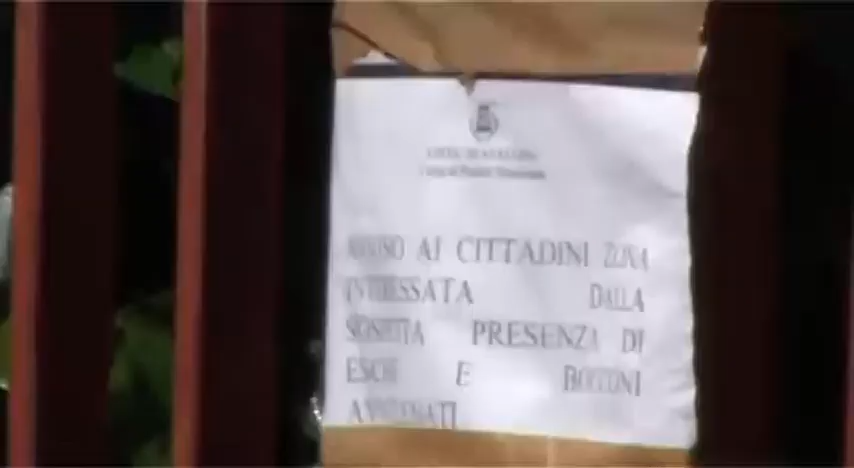 AVVISO AI CITTADINI ZONA
INTERESSATA DALLA
SOSPETTA PRESENZA DI
ESCHE E BOCCONI
AVVELENATI